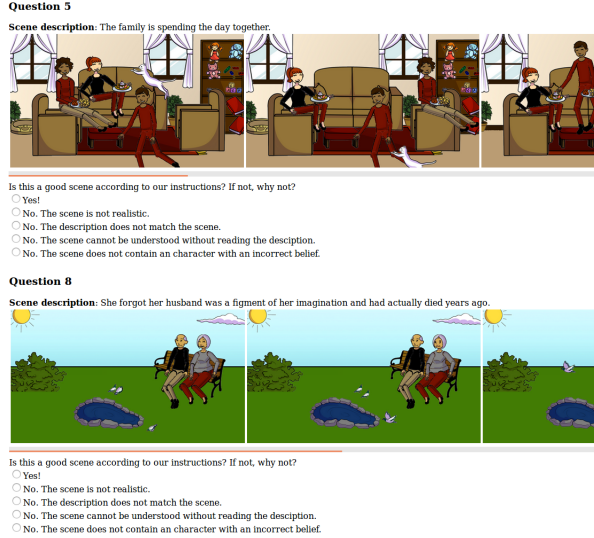 Question 5
Scene description: The family is spending the day together.
Is this a good scene according to our instructions? If not, why not?
Yes!
No. The scene is not realistic.
No. The description does not match the scene.
No. The scene cannot be understood without reading the desciption.
No. The scene does not contain an character with an incorrect belief.
Question 8
Scene description: She forgot her husband was a figment of her imagination and had actually died years ago.
Is this a good scene according to our instructions? If not, why not?
Yes!
No. The scene is not realistic.
No. The description does not match the scene.
No. The scene cannot be understood without reading the desciption.
No. The scene does not contain an character with an incorrect belief.